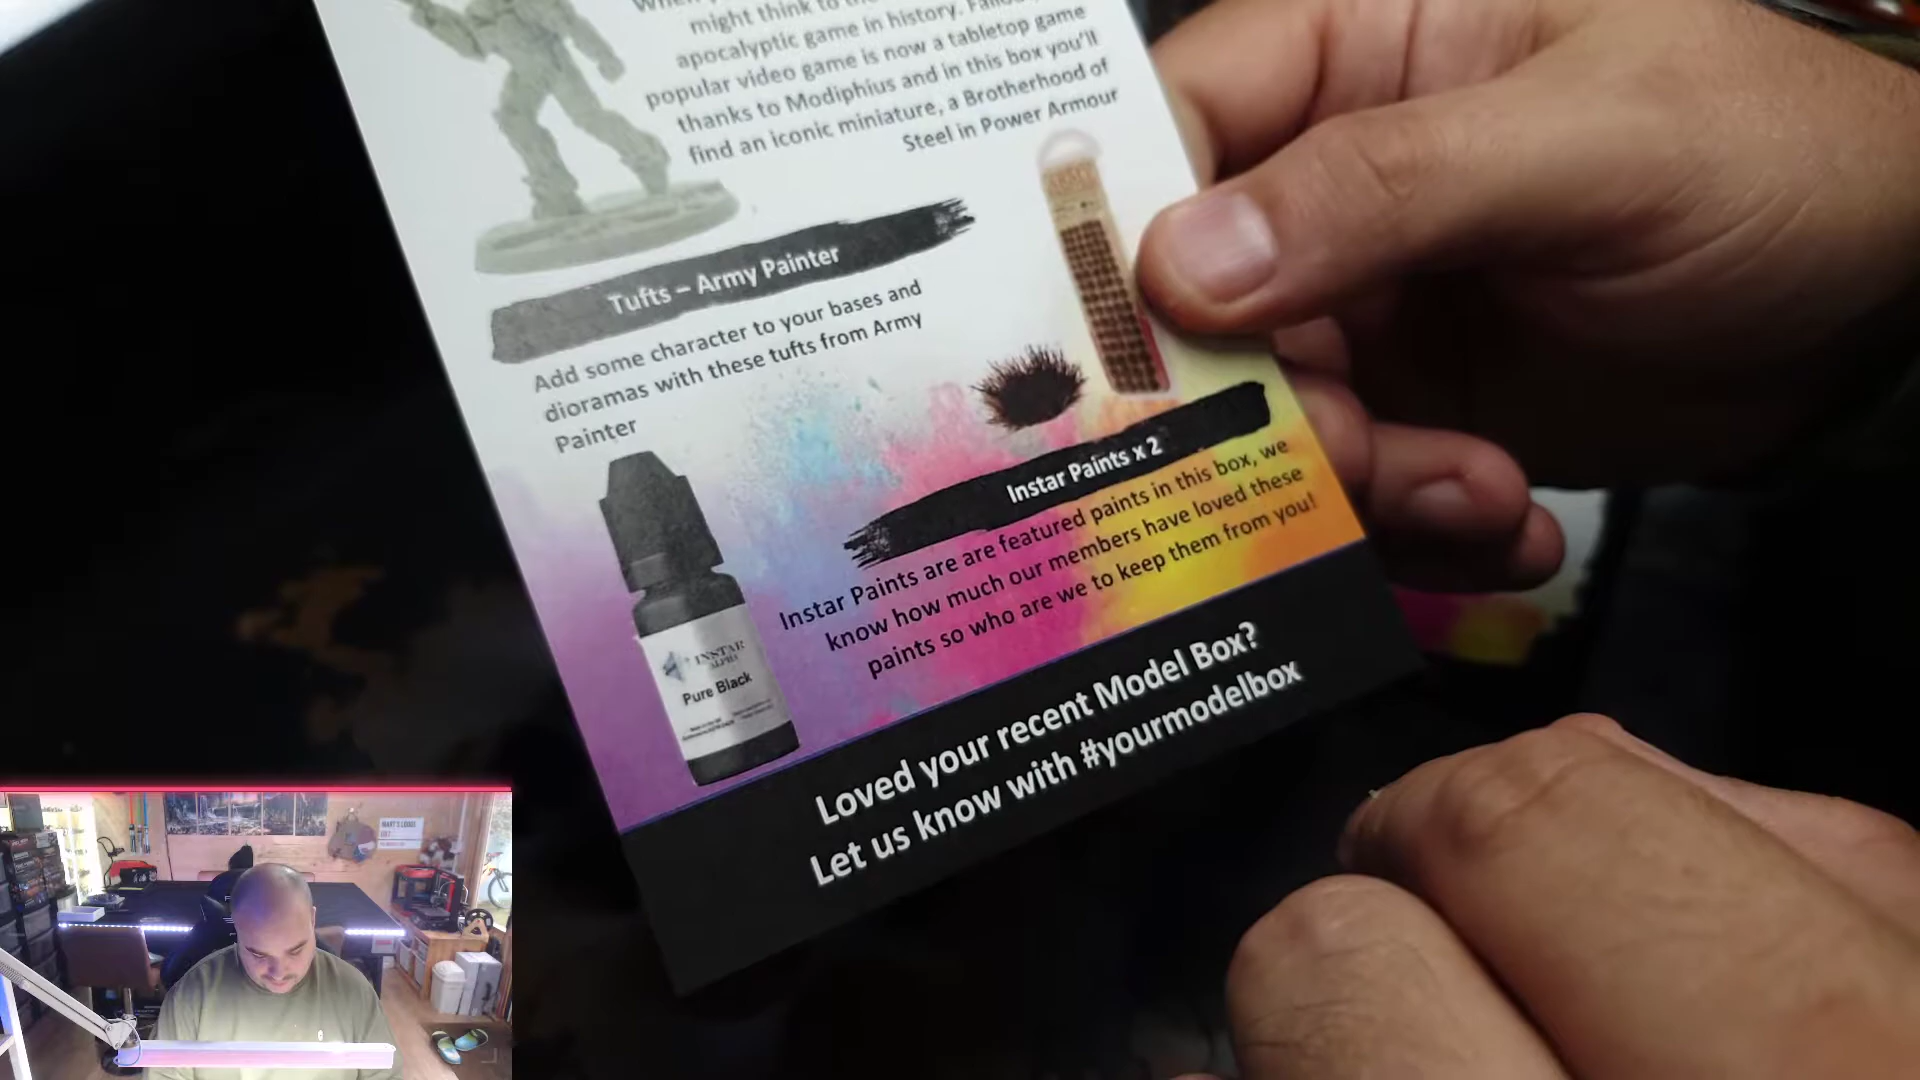 might think to the
apocalyptic game in history.
popular video game is now a tabletop game
thanks to Modiphius and in this box you'll
find an iconic miniature, a Brotherhood of
Steel in Power Armour
Tufts – Army Painter
Add some character to your bases and
dioramas with these tufts from Army
Painter
Instar Paints x 2
Instar Paints are are featured paints in this box, we
know how much our members have loved these
paints so who are we to keep them from you!
INSTAR
ALPHA
Pure Black
Loved your recent Model Box?
Let us know with #yourmodelbox